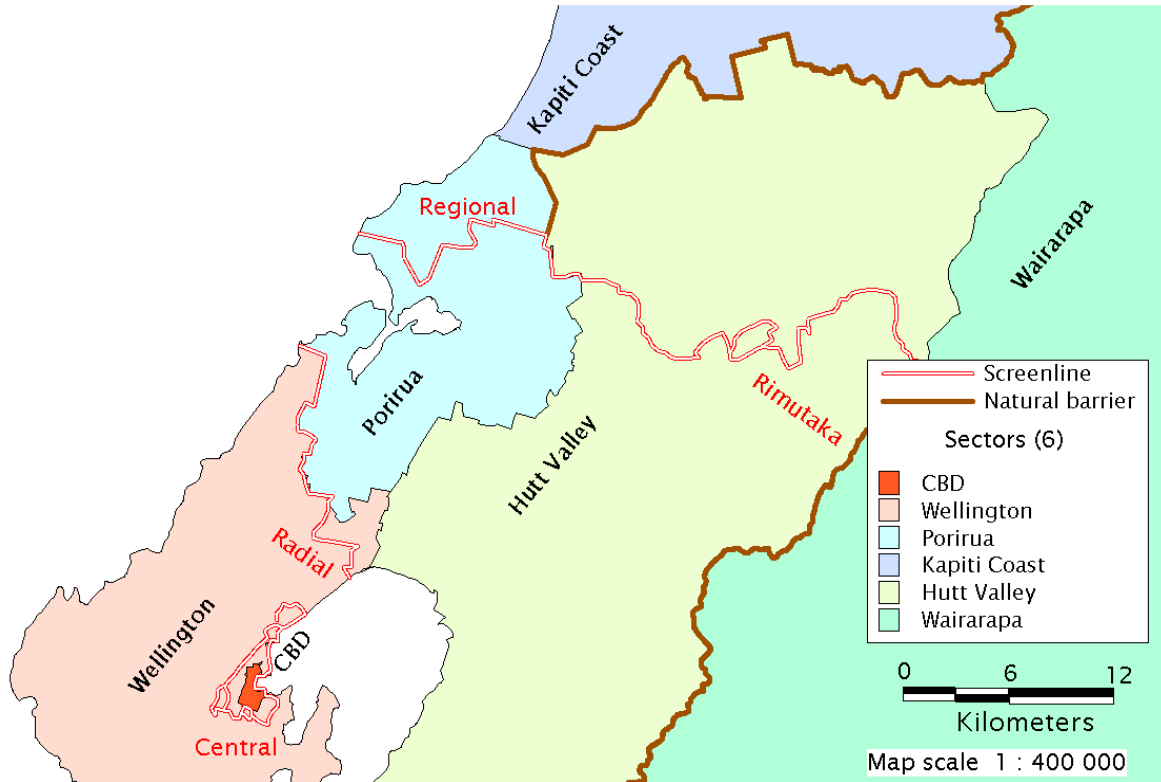 Kapiti Coast
Regional
Wairarapa
Porirua
Rimutaka
Hutt Valley
Radial
Wellington
CBD
Central
Screenline
Natural barrier
Sectors (6)
CBD
Wellington
Porirua
Kapiti Coast
Hutt Valley
Wairarapa
0 6 12
Kilometers
Map scale 1 : 400 000